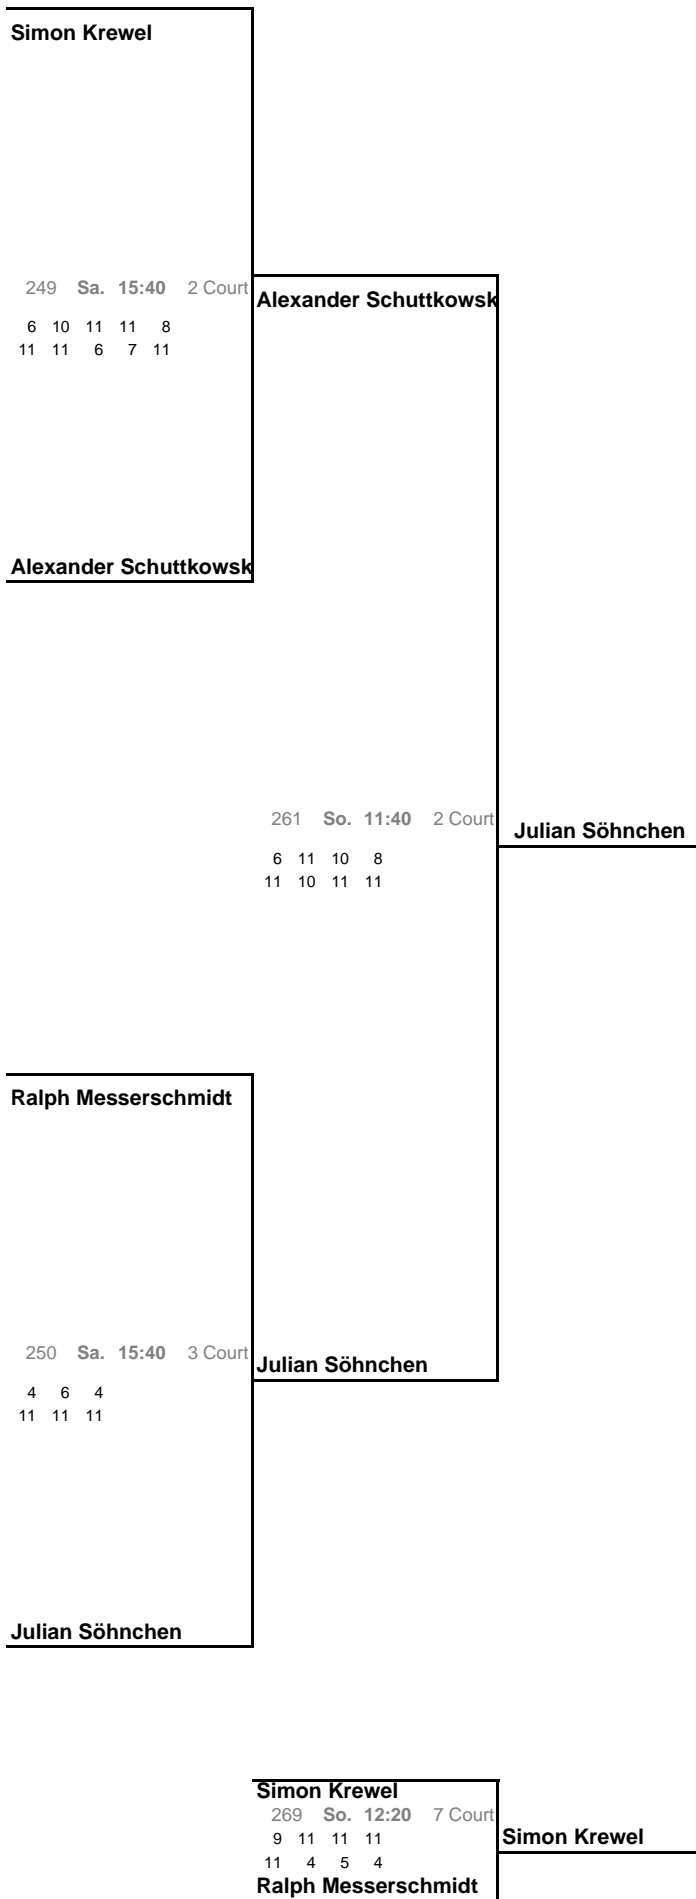 Simon Krewel
249 Sa. 15:40 2 Court
Alexander Schuttkowsk
6 10 11 11 8
11 11 6 7 11
Alexander Schuttkowsk
261 So. 11:40 2 Court
Julian Söhnchen
6 11 10 8
11 10 11 11
Ralph Messerschmidt
250 Sa. 15:40 3 Court
Julian Söhnchen
4 6 4
11 11 11
Julian Söhnchen
Simon Krewel
269 So. 12:20 7 Court
9 11 11 11
Simon Krewel
11 4 5 4
Ralph Messerschmidt